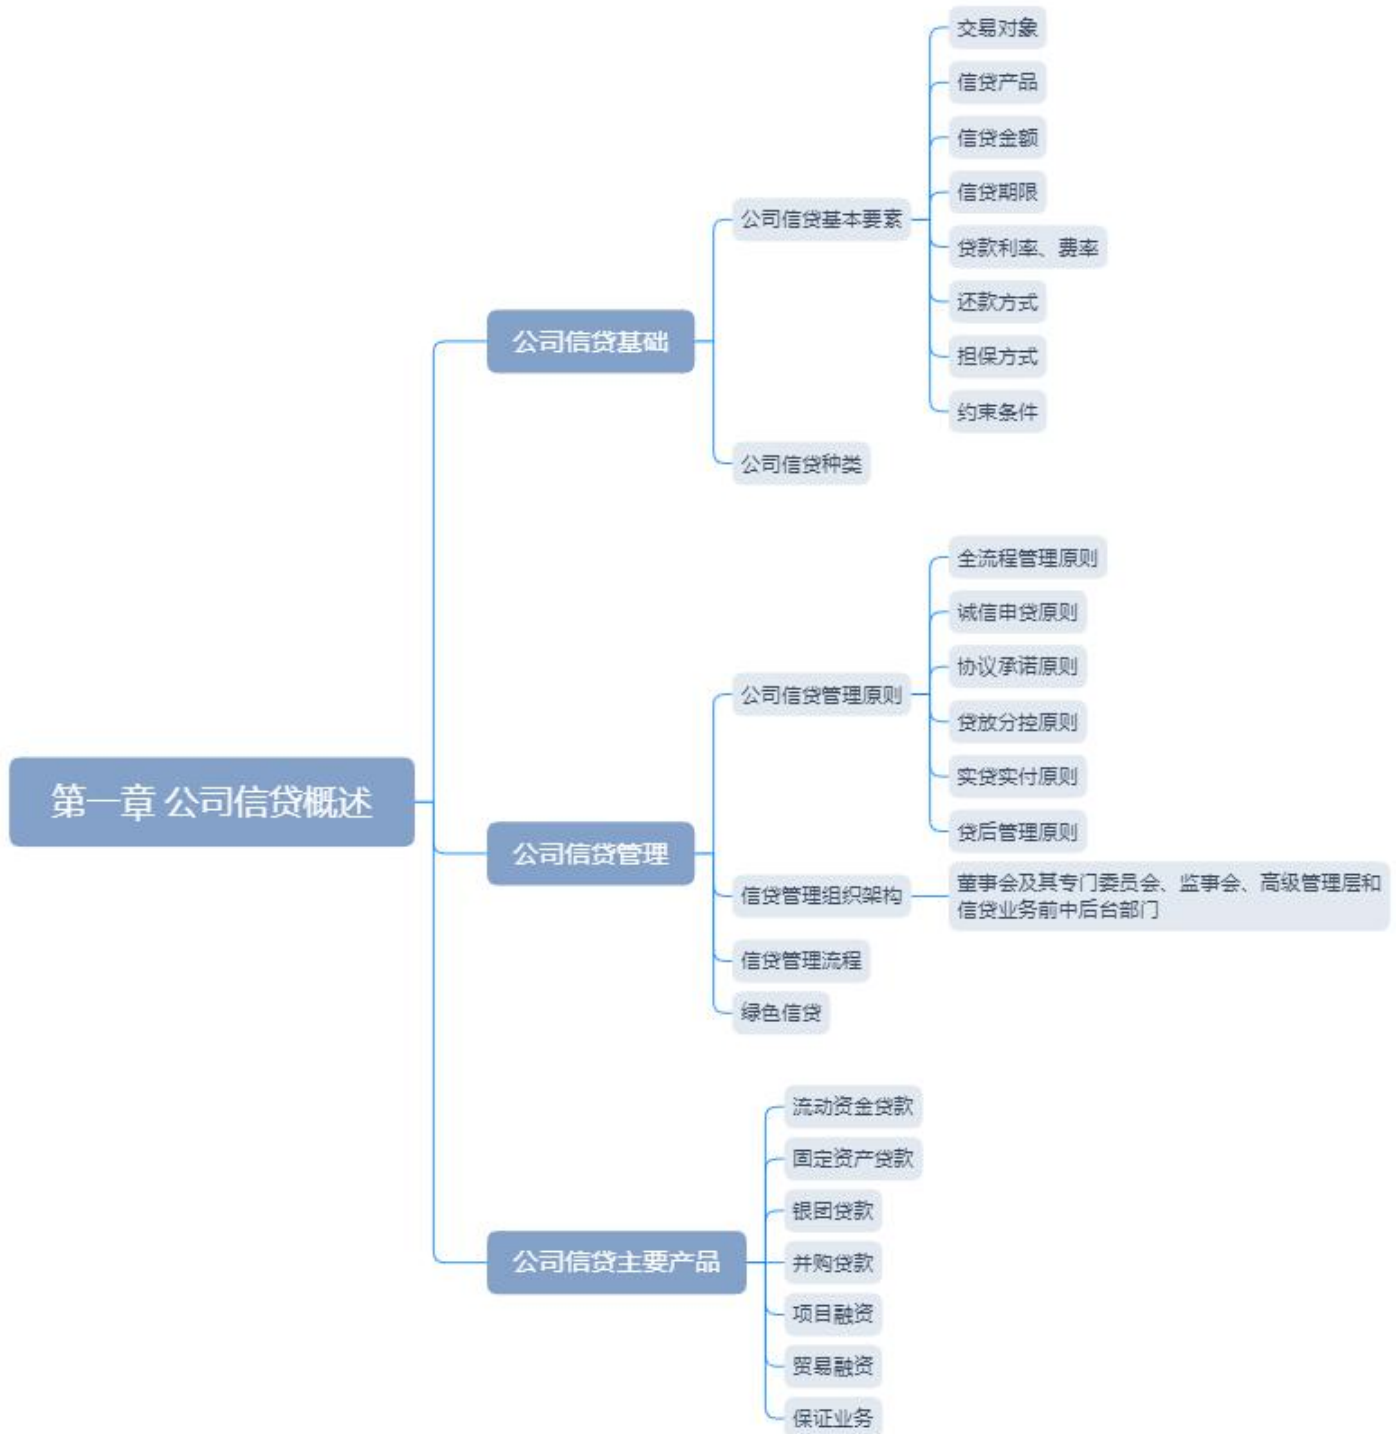 第一章 公司信贷概述
公司信贷基础
公司信贷基本要素
交易对象
信贷产品
信贷金额
信贷期限
贷款利率、费率
还款方式
担保方式
约束条件
公司信贷种类
公司信贷管理
公司信贷管理原则
全流程管理原则
诚信申贷原则
协议承诺原则
贷放分控原则
实贷实付原则
贷后管理原则
信贷管理组织架构
董事会及其专门委员会、监事会、高级管理层和
信贷业务前中后台部门
信贷管理流程
绿色信贷
公司信贷主要产品
流动资金贷款
固定资产贷款
银团贷款
并购贷款
项目融资
贸易融资
保证业务